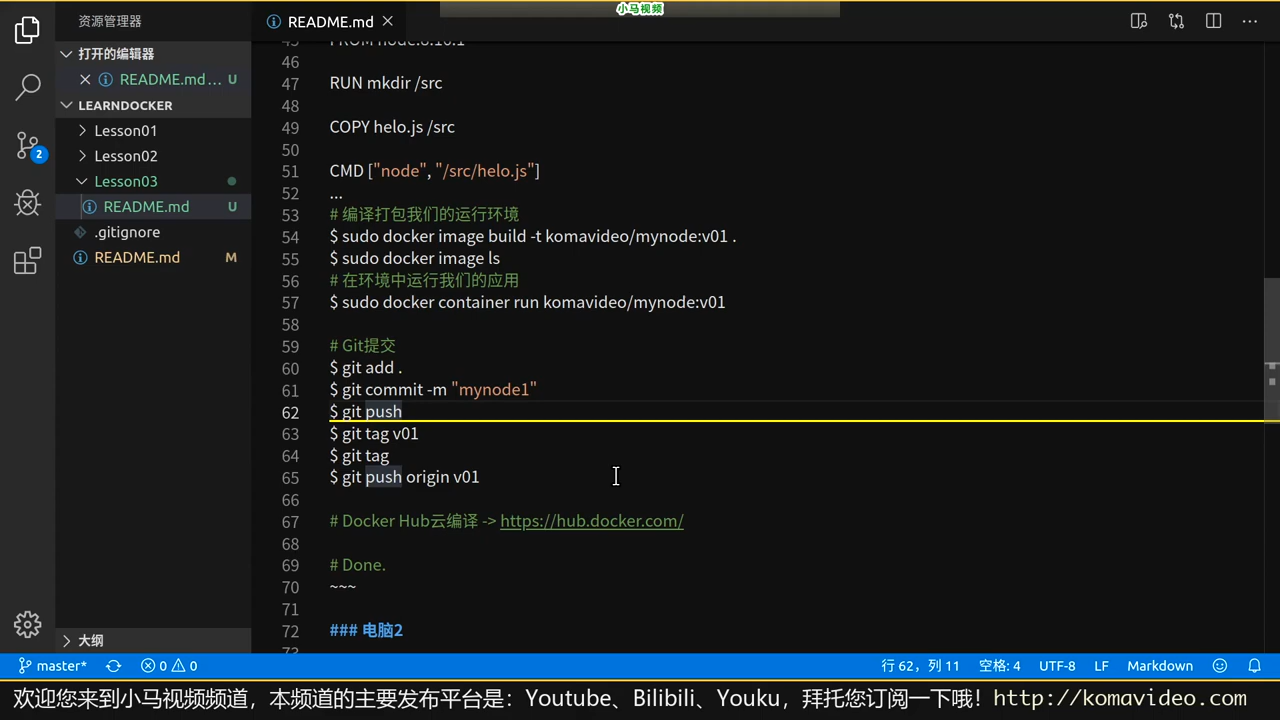 小马视频
资源管理器
README.md
打开的编辑器
README.md... U
LEARNDOCKER
Lesson01
Lesson02
Lesson03
README.md U
.gitignore
README.md M
大纲
2
45
46
47 RUN mkdir /src
48
49 COPY helo.js /src
50
51 CMD ["node", "/src/helo.js"]
52 ...
53 # 编译打包我们的运行环境
54 $ sudo docker image build -t komavideo/mynode:v01 .
55 $ sudo docker image ls
56 # 在环境中运行我们的应用
57 $ sudo docker container run komavideo/mynode:v01
58
59 # Git提交
60 $ git add .
61 $ git commit -m "mynode1"
62 $ git push
63 $ git tag v01
64 $ git tag
65 $ git push origin v01
66
67 # Docker Hub云编译 -> https://hub.docker.com/
68
69 # Done.
70 ~~~
71
72 ### 电脑2
master* 0 0 行 62，列 11 空格: 4 UTF-8 LF Markdown
欢迎您来到小马视频频道，本频道的主要发布平台是：Youtube、Bilibili、Youku，拜托您订阅一下哦！http://komavideo.com